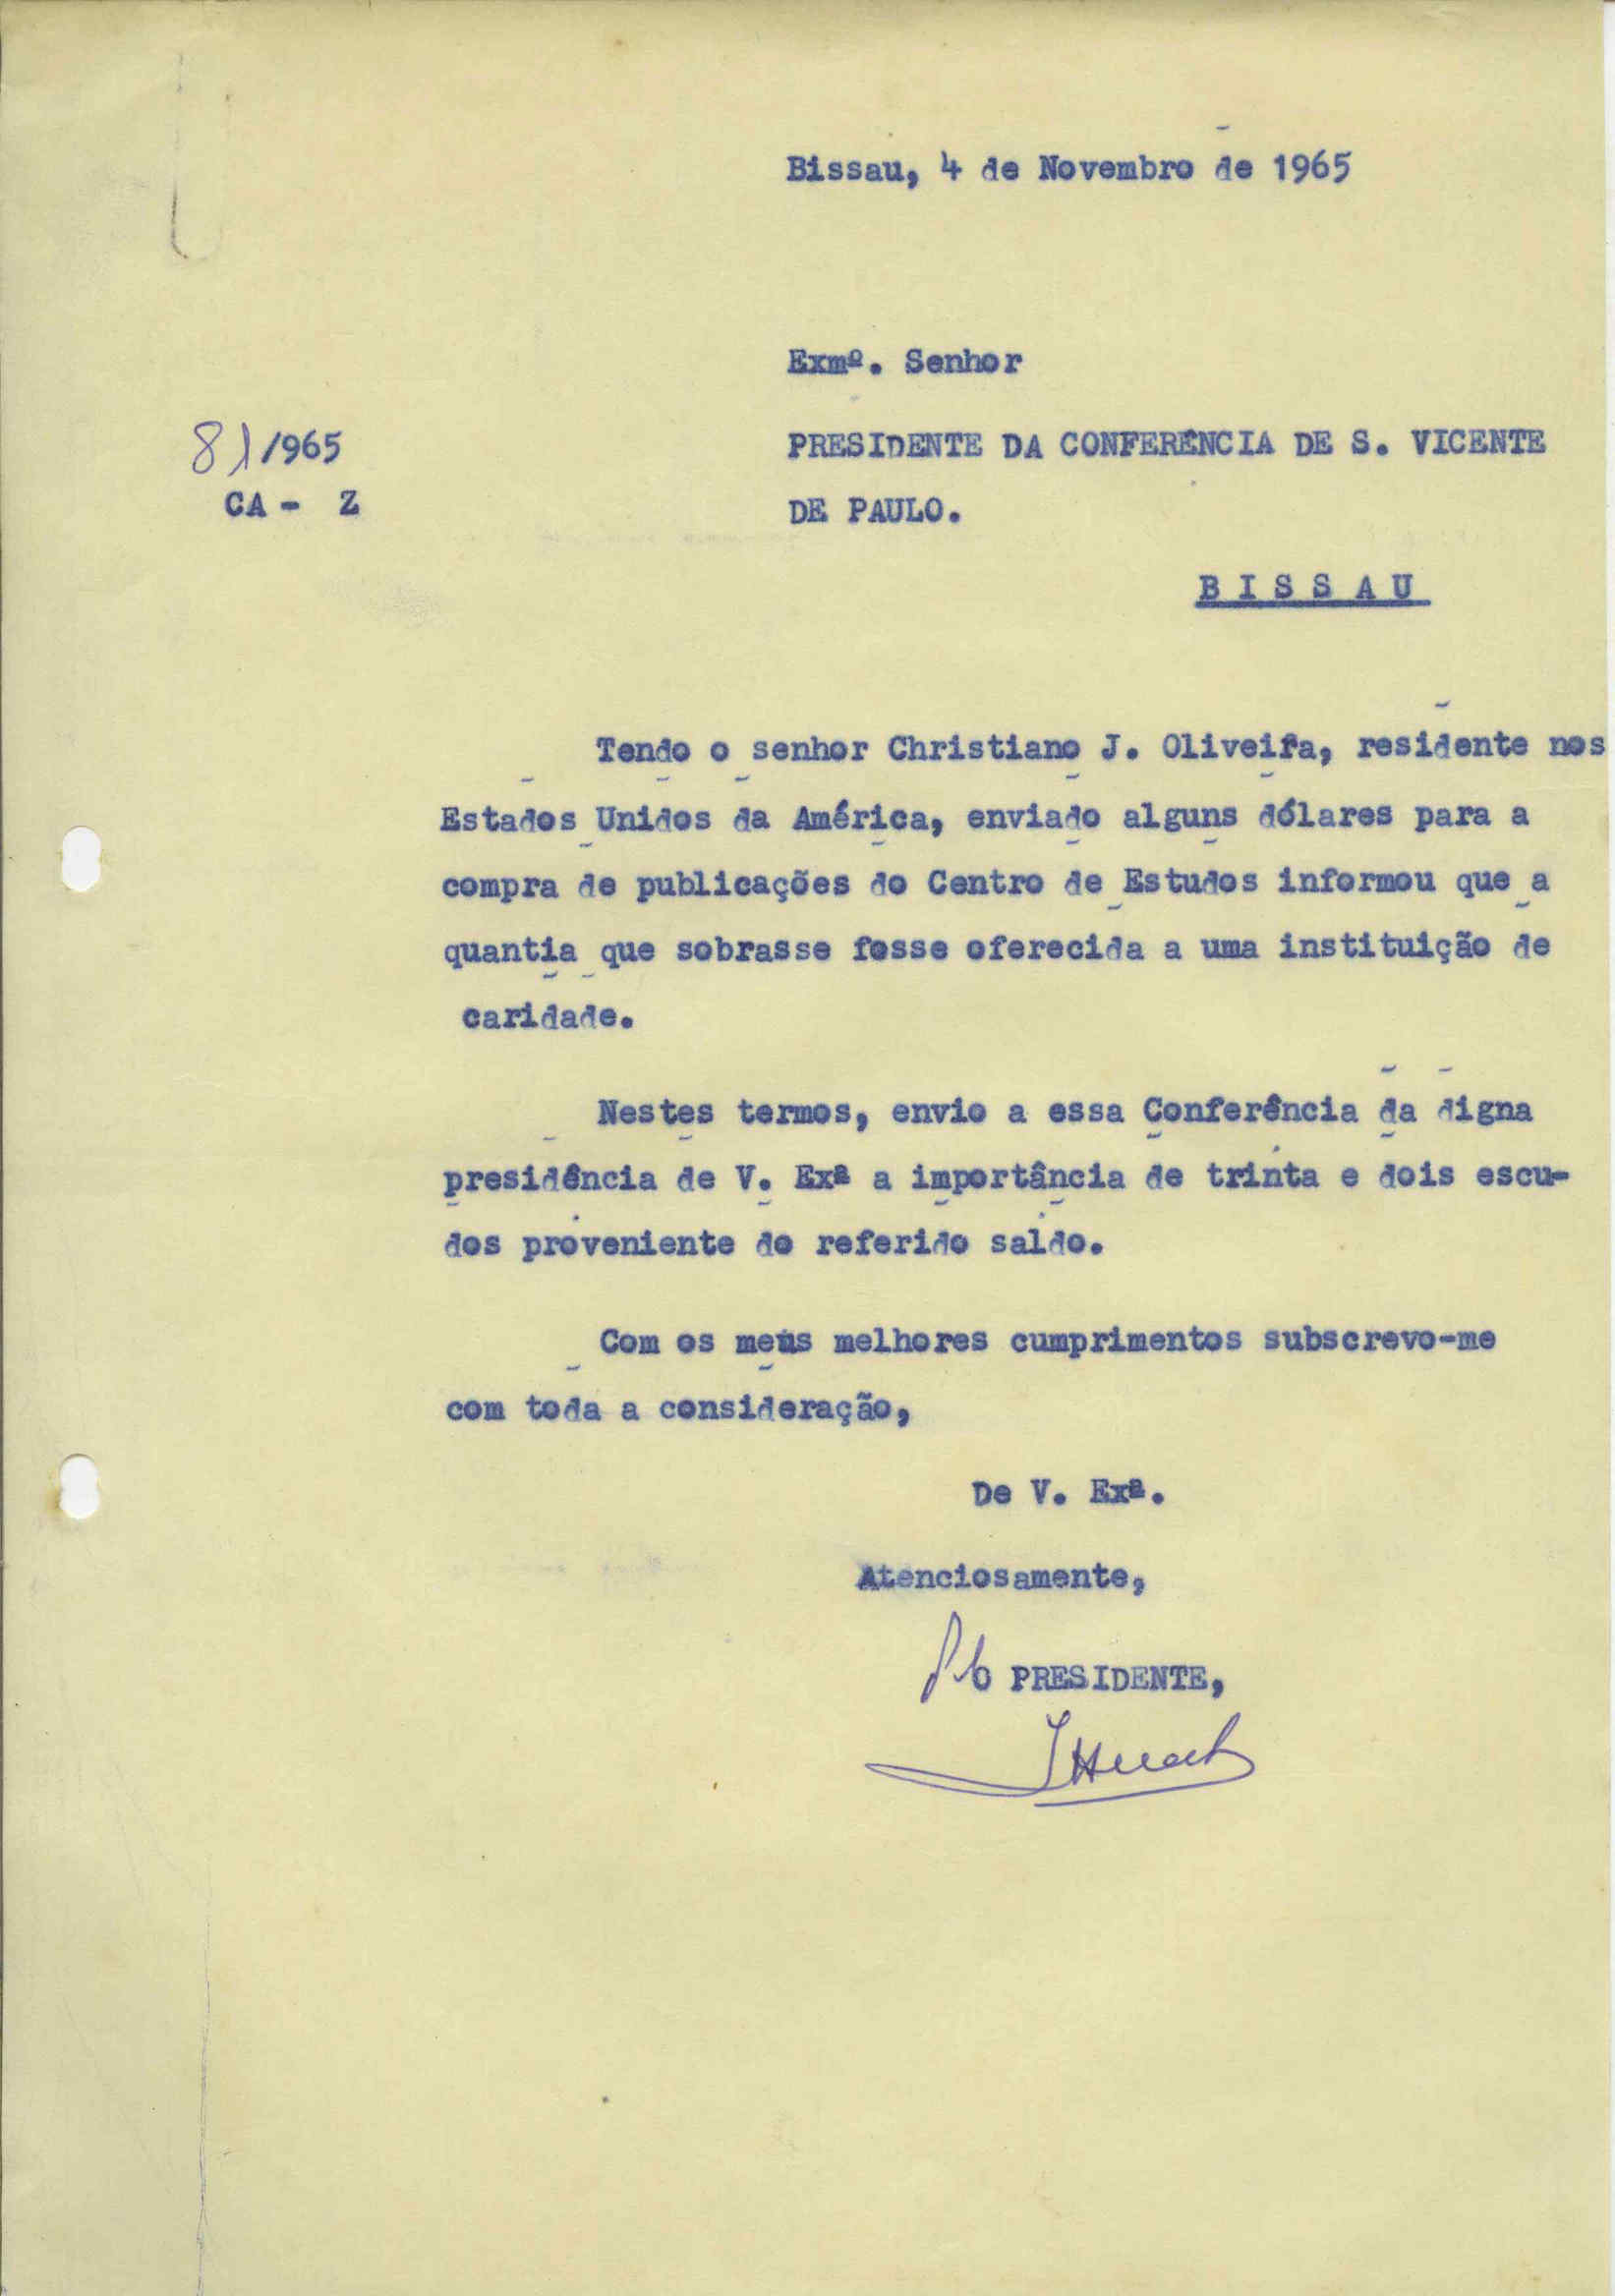 Bissau, 4 de Novembro de 1965
Exmº. Senhor
81/965
PRESIDENTE DA CONFERÊNCIA DE S. VICENTE
CA - Z
DE PAULO.
BISSAU
Tendo o senhor Christiano J. Oliveira, residente nos
Estados Unidos da América, enviado alguns dólares para a
compra de publicações do Centro de Estudos informou que a
quantia que sobrasse fosse oferecida a uma instituição de
caridade.
Nestes termos, envio a essa Conferência da digna
presidência de V. Exª a importância de trinta e dois escu-
dos proveniente do referido saldo.
Com os meus melhores cumprimentos subscrevo-me
com toda a consideração,
De V. Exª.
Atenciosamente,
P'O PRESIDENTE,